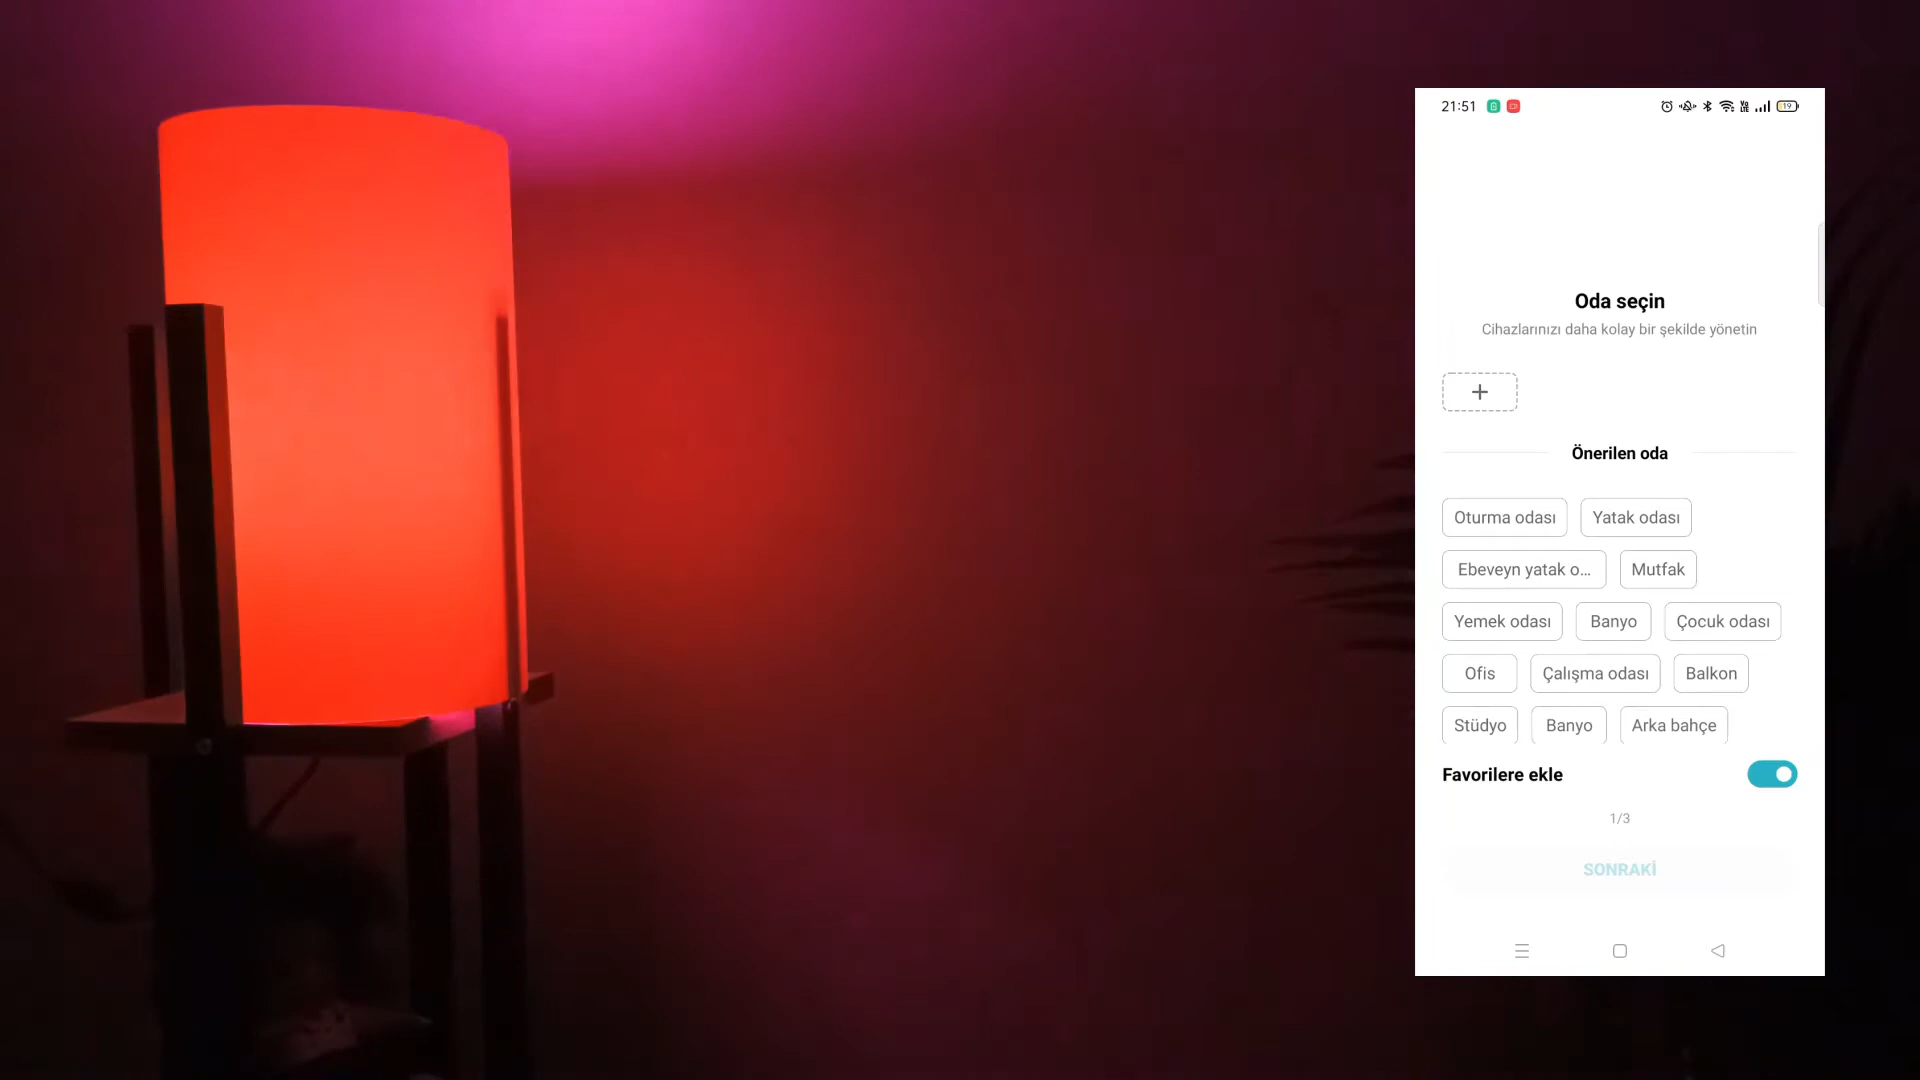 21:51
19
Oda seçin
Cihazlarınızı daha kolay bir şekilde yönetin
+
Önerilen oda
Oturma odası Yatak odası
Ebeveyn yatak o... Mutfak
Yemek odası Banyo Çocuk odası
Ofis Çalışma odası Balkon
Stüdyo Banyo Arka bahçe
Favorilere ekle
1/3
SONRAKİ